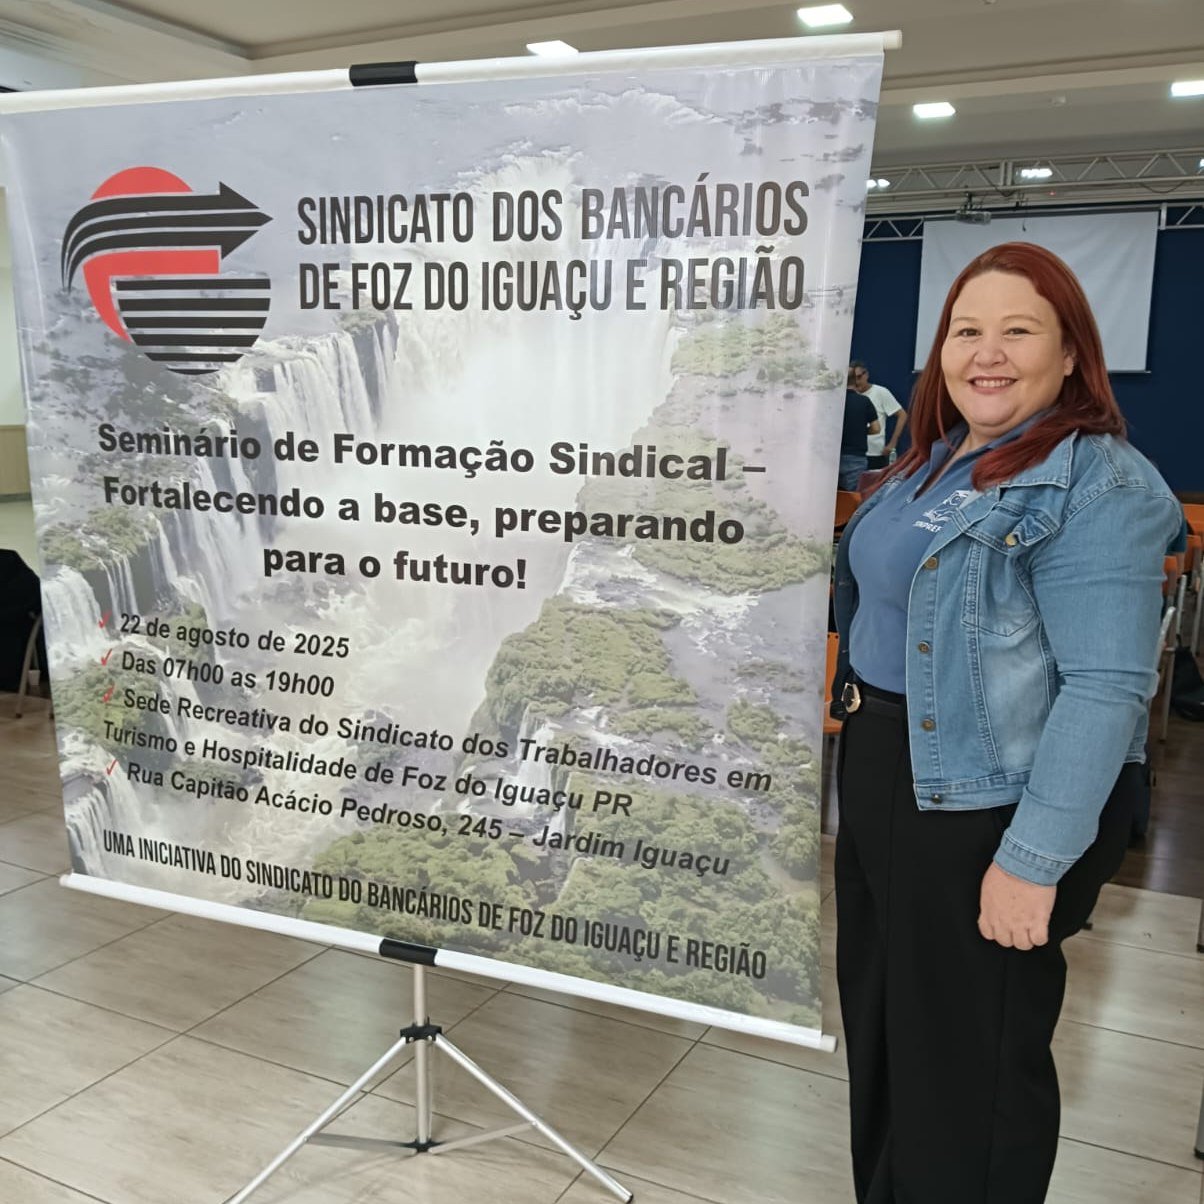 SINDICATO DOS BANCÁRIOS
DE FOZ DO IGUAÇU E REGIÃO
Seminário de Formação Sindical –
Fortalecendo a base, preparando
para o futuro!
✓ 22 de agosto de 2025
✓ Das 07h00 as 19h00
✓ Sede Recreativa do Sindicato dos Trabalhadores em
Turismo e Hospitalidade de Foz do Iguaçu PR
✓ Rua Capitão Acácio Pedroso, 245 – Jardim Iguaçu
UMA INICIATIVA DO SINDICATO DO BANCÁRIOS DE FOZ DO IGUAÇU E REGIÃO